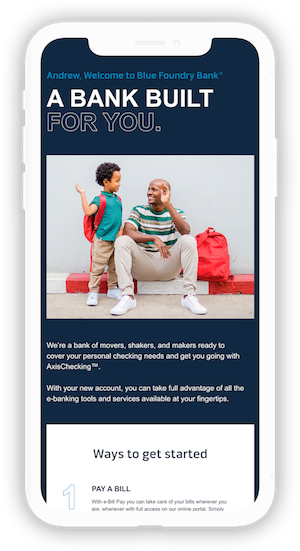 Andrew, Welcome to Blue Foundry Bank®
A BANK BUILT
FOR YOU.
We're a bank of movers, shakers, and makers ready to
cover your personal checking needs and get you going with
AxisChecking™.
With your new account, you can take full advantage of all the
e-banking tools and services available at your fingertips.
Ways to get started
1
PAY A BILL
With e-Bill Pay you can take care of your bills wherever you
are, whenever with full access on our online portal. Simply